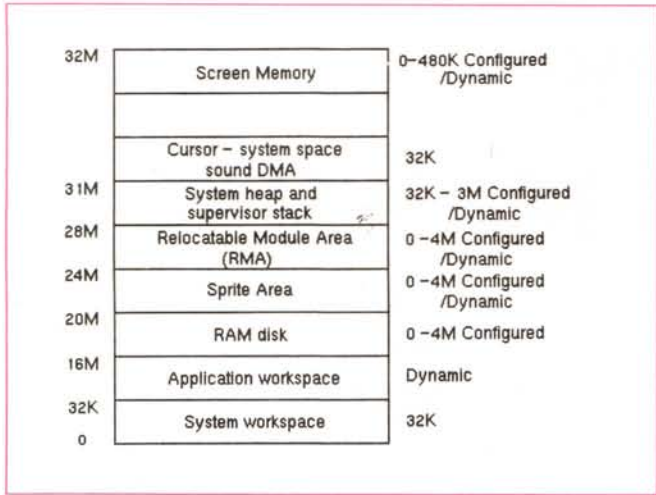 32M
Screen Memory
0-480K Configured
/Dynamic
Cursor – system space
sound DMA
32K
31M
System heap and
supervisor stack
32K – 3M Configured
/Dynamic
28M
Relocatable Module Area
(RMA)
0 -4M Configured
/Dynamic
24M
Sprite Area
0 -4M Configured
/Dynamic
20M
RAM disk
0 -4M Configured
16M
Application workspace
Dynamic
32K
System workspace
32K
0